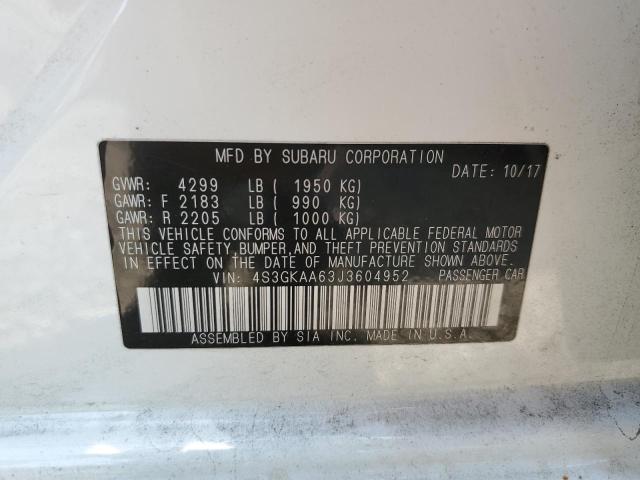 MFD BY SUBARU CORPORATION
DATE: 10/17
GVWR: 4299 LB ( 1950 KG)
GAWR: F 2183 LB ( 990 KG)
GAWR: R 2205 LB ( 1000 KG)
THIS VEHICLE CONFORMS TO ALL APPLICABLE FEDERAL MOTOR
VEHICLE SAFETY, BUMPER, AND THEFT PREVENTION STANDARDS
IN EFFECT ON THE DATE OF MANUFACTURE SHOWN ABOVE.
VIN: 4S3GKAA63J3604952 PASSENGER CAR
ASSEMBLED BY SIA INC. MADE IN U.S.A.